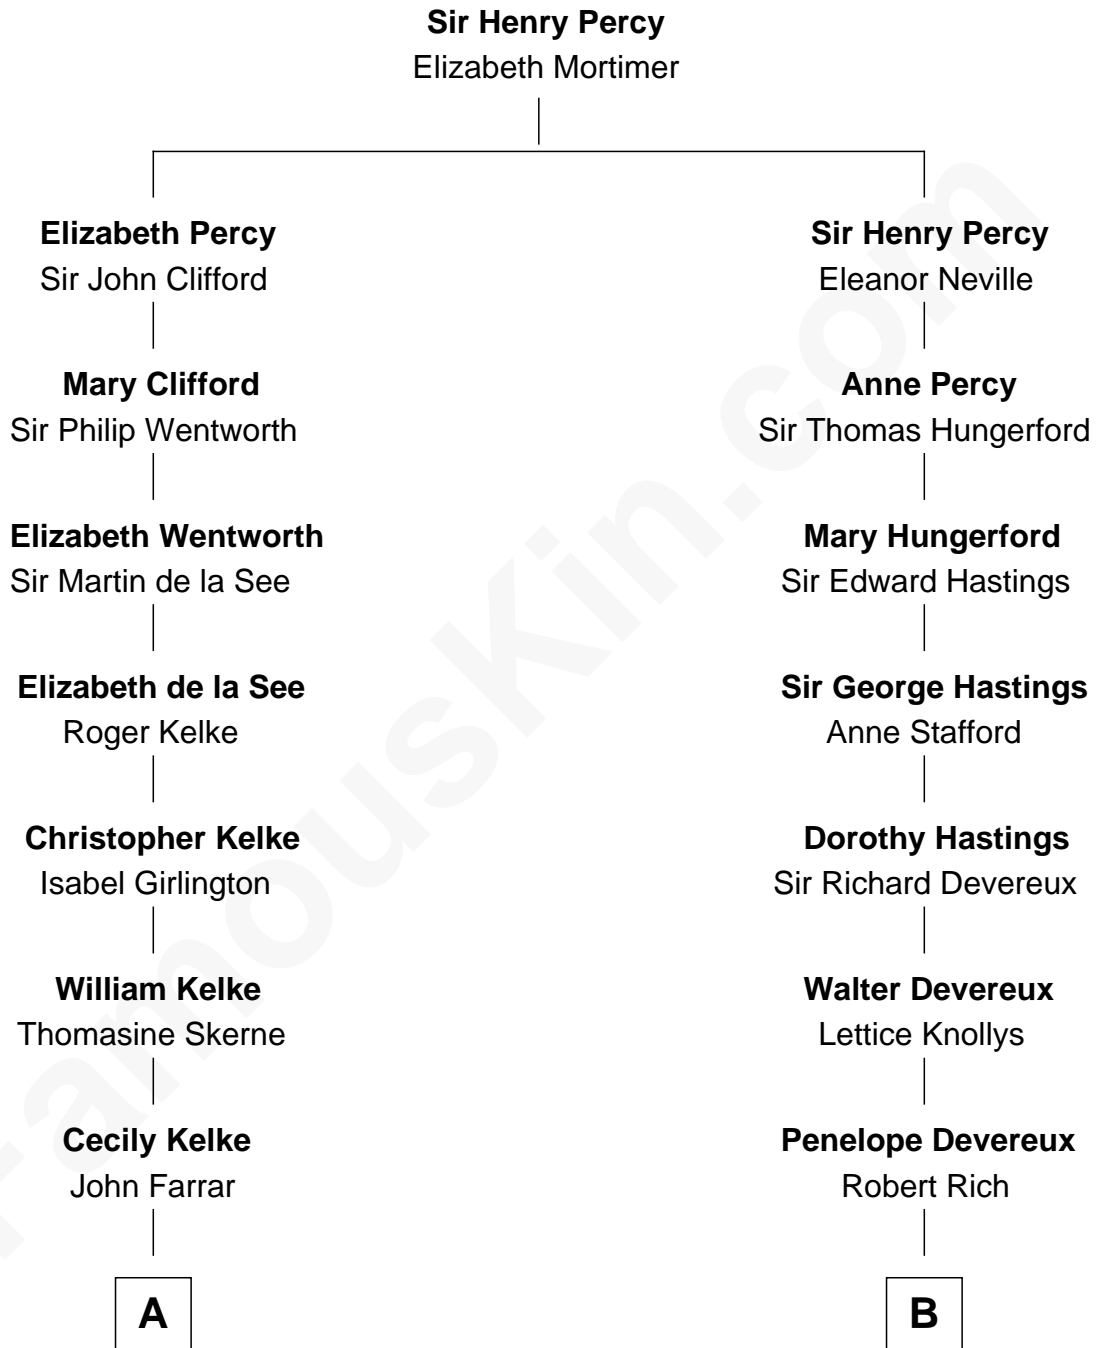 Sir Henry Percy
Elizabeth Mortimer
Elizabeth Percy
Sir John Clifford
Sir Henry Percy
Eleanor Neville
Mary Clifford
Sir Philip Wentworth
Anne Percy
Sir Thomas Hungerford
Elizabeth Wentworth
Sir Martin de la See
Mary Hungerford
Sir Edward Hastings
Elizabeth de la See
Roger Kelke
Sir George Hastings
Anne Stafford
Christopher Kelke
Isabel Girlington
Dorothy Hastings
Sir Richard Devereux
William Kelke
Thomasine Skerne
Walter Devereux
Lettice Knollys
Cecily Kelke
John Farrar
Penelope Devereux
Robert Rich
A
B
FamousKin.com